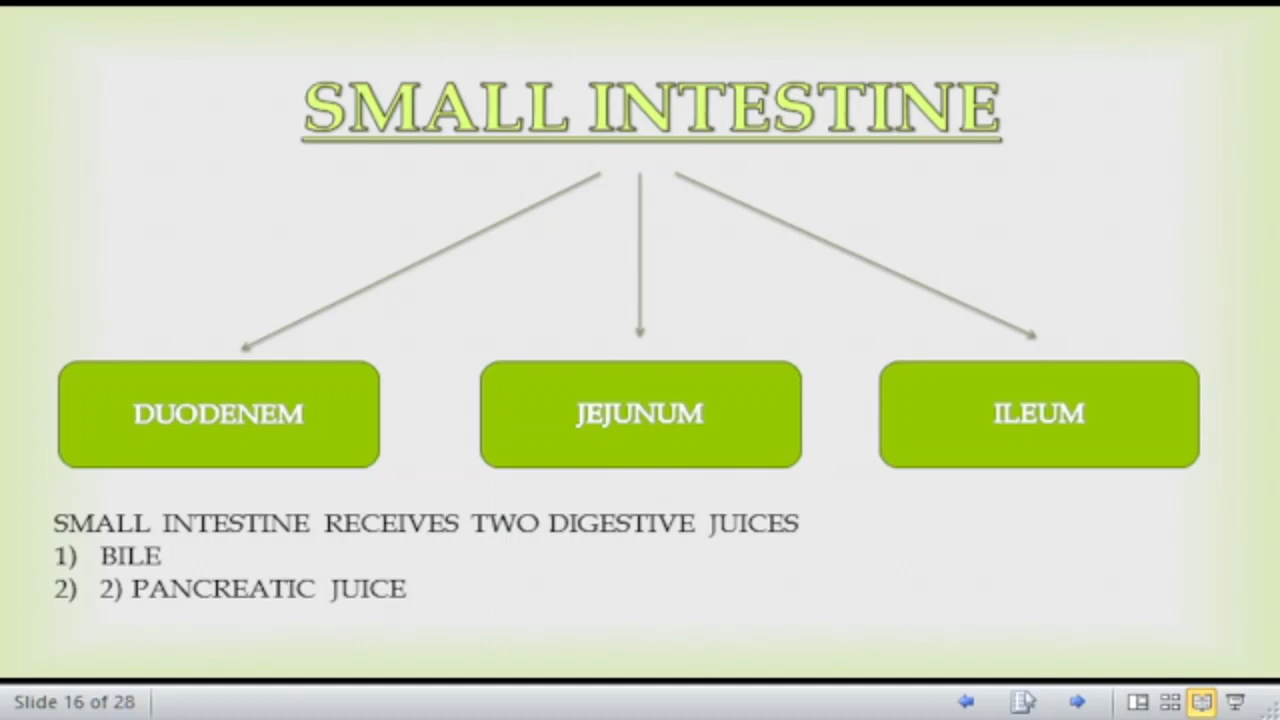 SMALL INTESTINE
DUODENEM
JEJUNUM
ILEUM
SMALL INTESTINE RECEIVES TWO DIGESTIVE JUICES
1) BILE
2) 2) PANCREATIC JUICE
Slide 16 of 28